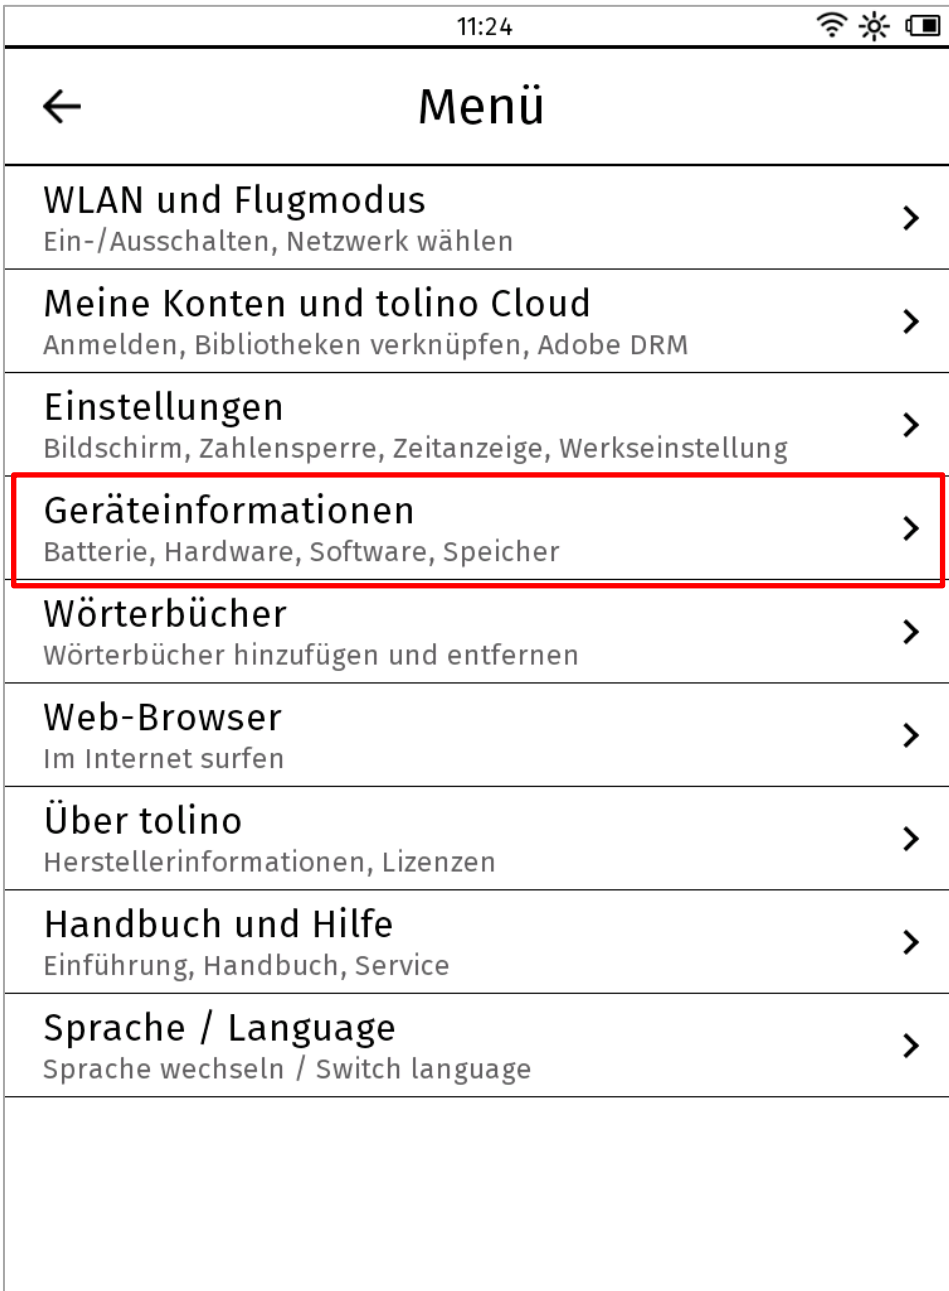 11:24
Menü
WLAN und Flugmodus
Ein-/Ausschalten, Netzwerk wählen
Meine Konten und tolino Cloud
Anmelden, Bibliotheken verknüpfen, Adobe DRM
Einstellungen
Bildschirm, Zahlensperre, Zeitanzeige, Werkseinstellung
Geräteinformationen
Batterie, Hardware, Software, Speicher
Wörterbücher
Wörterbücher hinzufügen und entfernen
Web-Browser
Im Internet surfen
Über tolino
Herstellerinformationen, Lizenzen
Handbuch und Hilfe
Einführung, Handbuch, Service
Sprache / Language
Sprache wechseln / Switch language